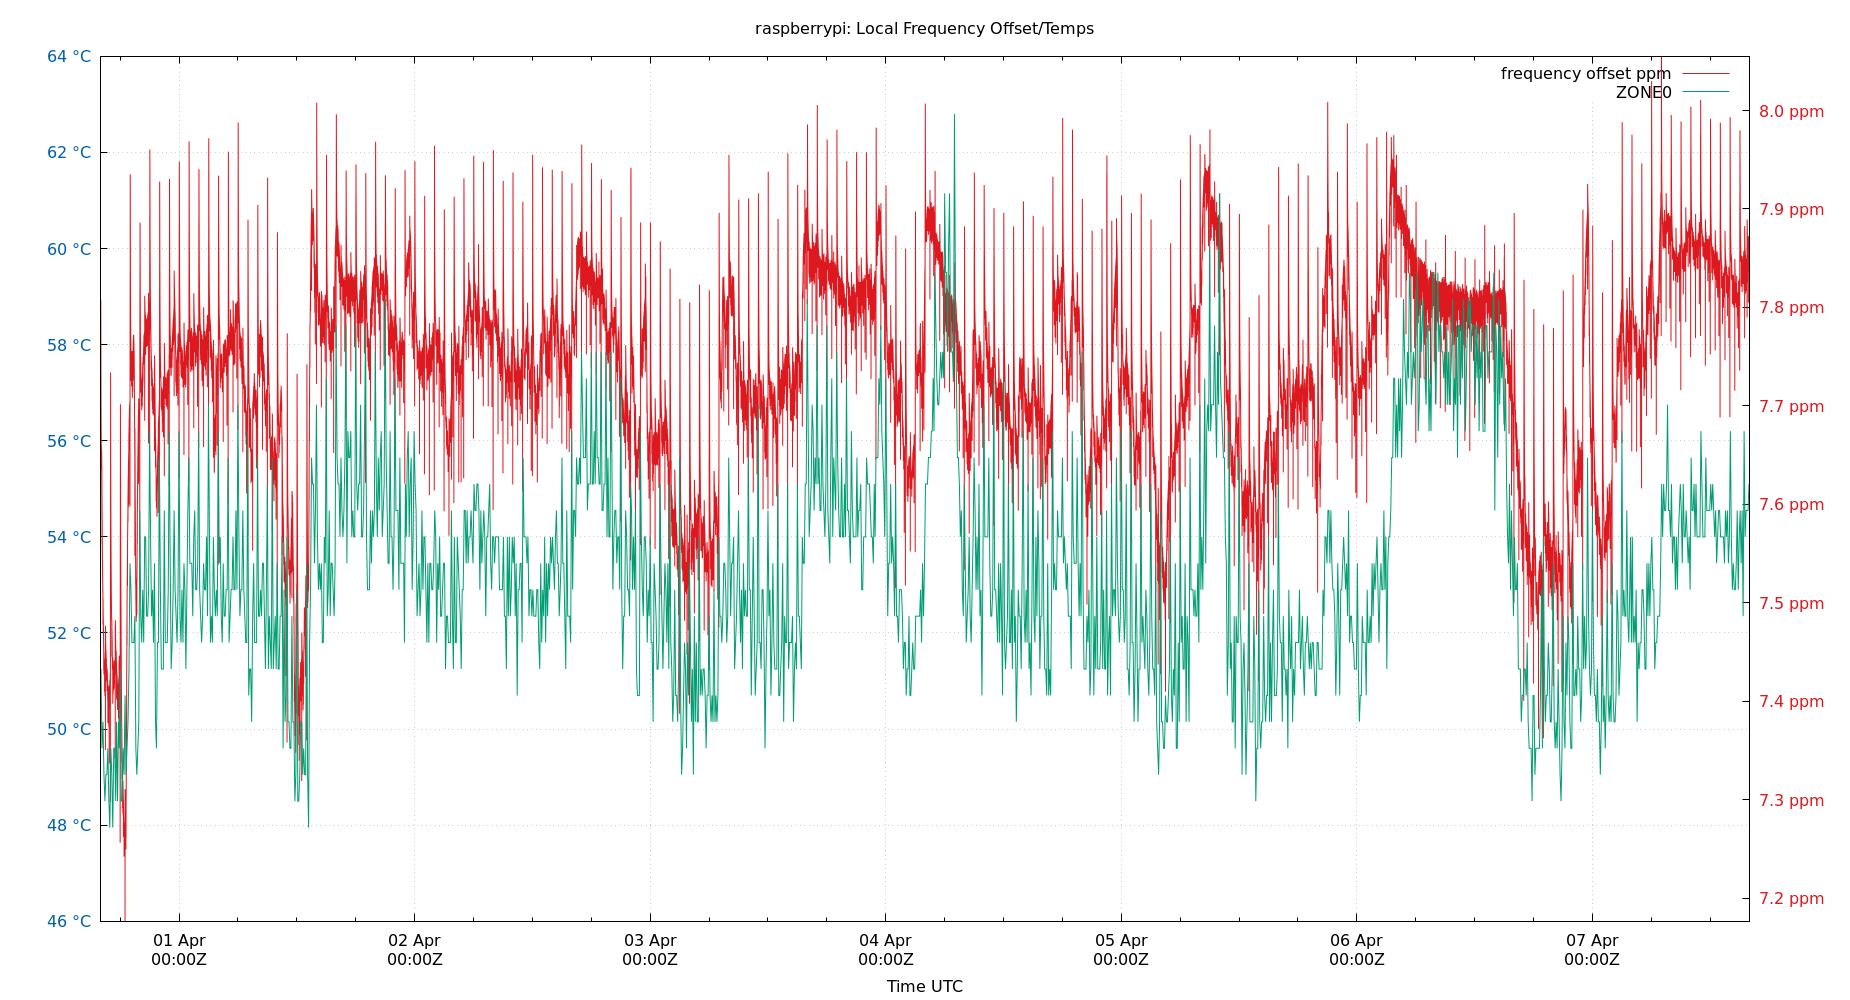 raspberrypi: Local Frequency Offset/Temps
64 °C
62 °C
60 °C
58 °C
56 °C
54 °C
52 °C
50 °C
48 °C
46 °C
frequency offset ppm
ZONE0
8.0 ppm
7.9 ppm
7.8 ppm
7.7 ppm
7.6 ppm
7.5 ppm
7.4 ppm
7.3 ppm
7.2 ppm
01 Apr 02 Apr 03 Apr 04 Apr 05 Apr 06 Apr 07 Apr
00:00Z 00:00Z 00:00Z 00:00Z 00:00Z 00:00Z 00:00Z
Time UTC